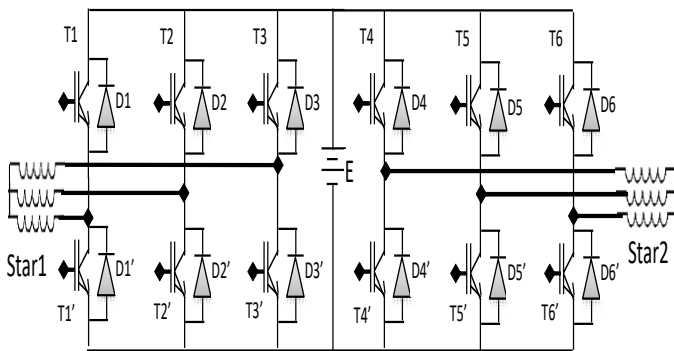 T1 T2 T3 T4 T5 T6
D1 D2 D3 D4 D5 D6
E
Star1 Star2
D1' D2' D3' D4' D5' D6'
T1' T2' T3' T4' T5' T6'